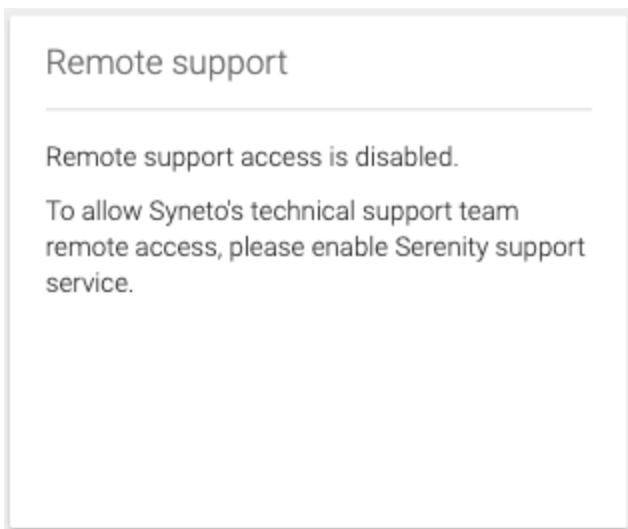 Remote support
Remote support access is disabled.
To allow Syneto's technical support team
remote access, please enable Serenity support
service.